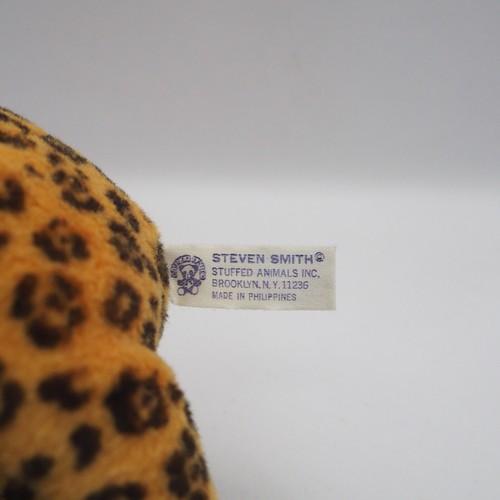 STEVEN SMITH®
STUFFED ANIMALS INC.
BROOKLYN, N.Y. 11236
MADE IN PHILIPPINES